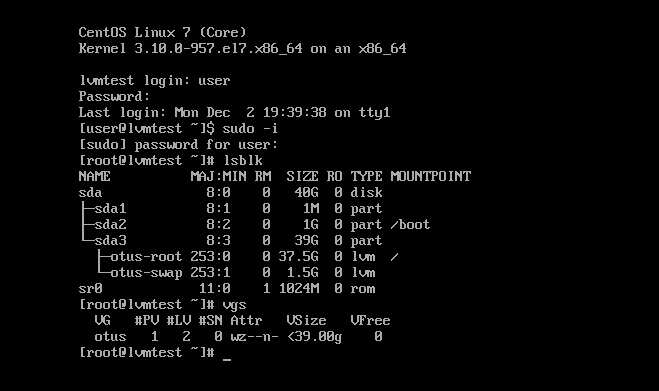 CentOS Linux 7 (Core)
Kernel 3.10.0-957.el7.x86_64 on an x86_64
lvmtest login: user
Password:
Last login: Mon Dec  2 19:39:38 on tty1
[user@lvmtest ~]$ sudo -i
[sudo] password for user:
[root@lvmtest ~]# lsblk
NAME          MAJ:MIN RM  SIZE RO TYPE MOUNTPOINT
sda             8:0    0   40G  0 disk
├─sda1          8:1    0    1M  0 part
├─sda2          8:2    0    1G  0 part /boot
└─sda3          8:3    0   39G  0 part
  ├─otus-root 253:0    0 37.5G  0 lvm  /
  └─otus-swap 253:1    0  1.5G  0 lvm
sr0            11:0    1 1024M  0 rom
[root@lvmtest ~]# vgs
  VG   #PV #LV #SN Attr   VSize   VFree
  otus   1   2   0 wz--n- <39.00g    0
[root@lvmtest ~]# _